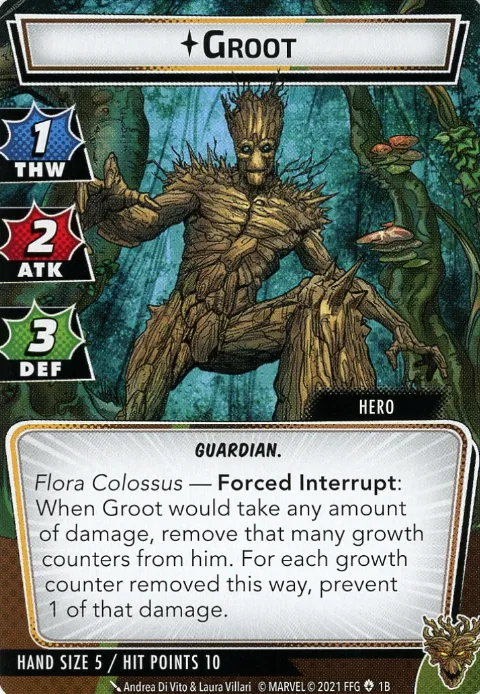 GROOT
1
THW
2
ATK
3
DEF
HERO
GUARDIAN.
Flora Colossus — Forced Interrupt:
When Groot would take any amount
of damage, remove that many growth
counters from him. For each growth
counter removed this way, prevent
1 of that damage.
HAND SIZE 5 / HIT POINTS 10
Andrea Di Vito & Laura Villari © MARVEL © 2021 FFG 1B